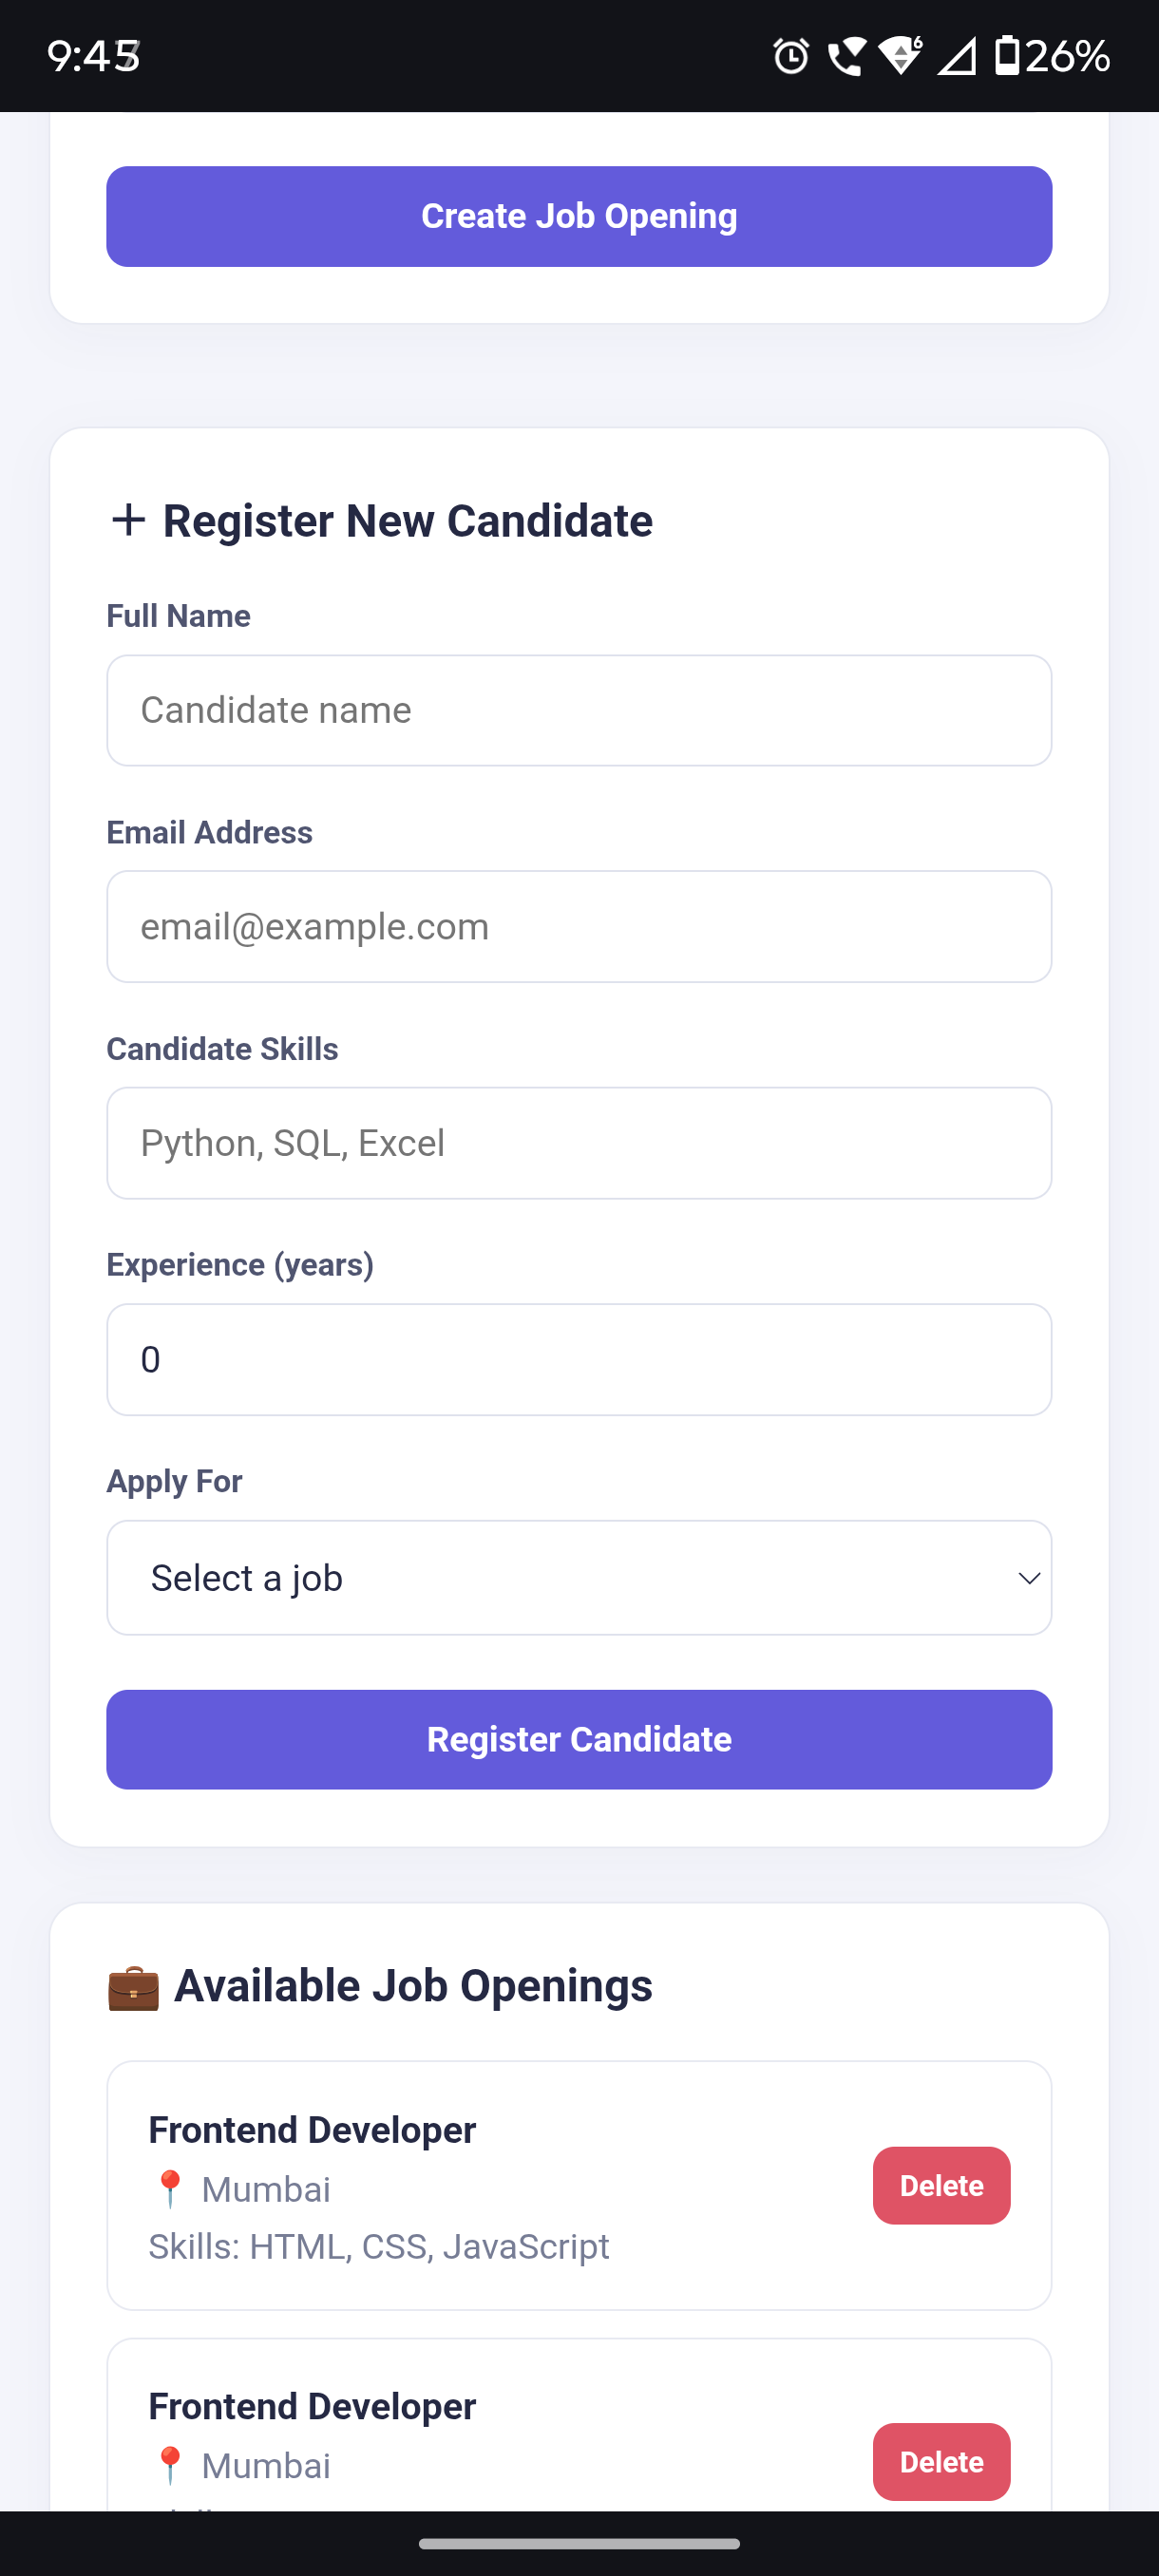 26%
Create Job Opening
+ Register New Candidate
Full Name
Candidate name
Email Address
email@example.com
Candidate Skills
Python, SQL, Excel
Experience (years)
0
Apply For
Select a job
Register Candidate
Available Job Openings
Frontend Developer
Mumbai
Delete
Skills: HTML, CSS, JavaScript
Frontend Developer
Mumbai
Delete